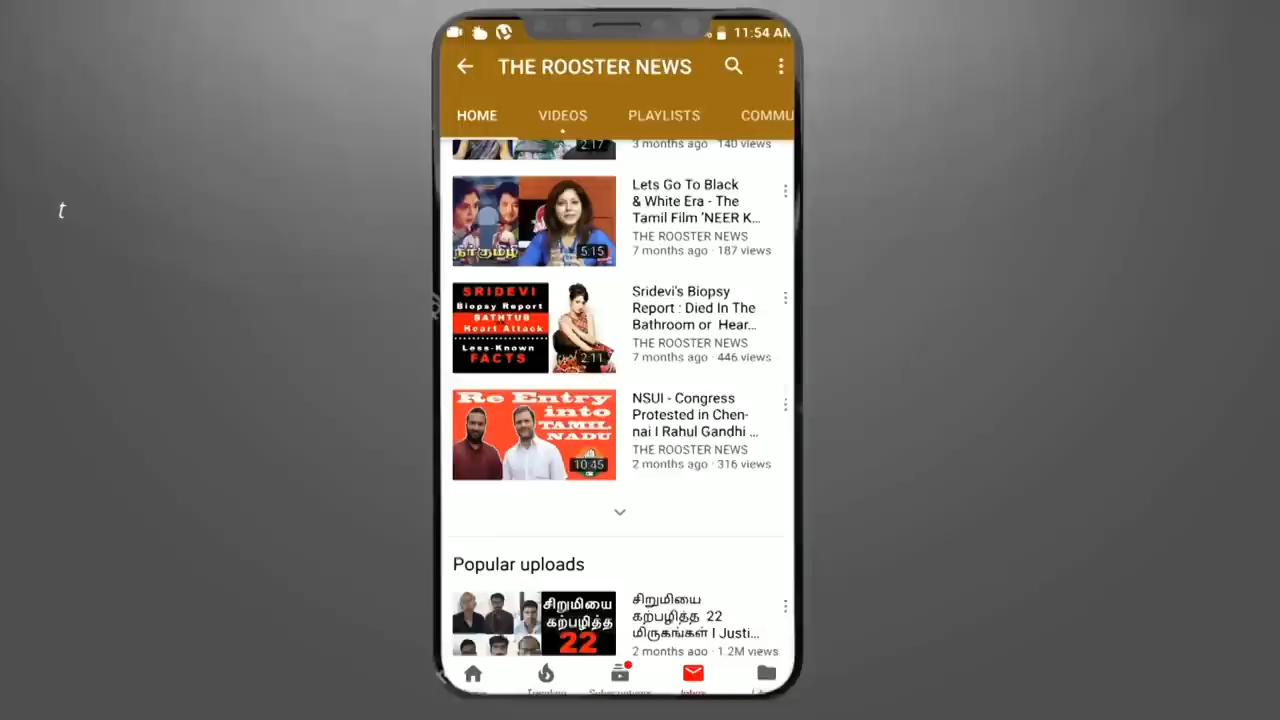 11:54 AM
THE ROOSTER NEWS
HOME VIDEOS PLAYLISTS COMMU
2:17
3 months ago · 140 views
t
Lets Go To Black
& White Era - The
Tamil Film 'NEER K...
THE ROOSTER NEWS
7 months ago · 187 views
நீர்குமிழி
5:15
SRIDEVI
Biopsy Report
BATHTUB
Heart Attack
Less-Known
FACTS
2:11
Sridevi's Biopsy
Report : Died In The
Bathroom or Hear...
THE ROOSTER NEWS
7 months ago · 446 views
Re Entry
into
TAMIL
NADU
10:45
NSUI - Congress
Protested in Chen-
nai I Rahul Gandhi ...
THE ROOSTER NEWS
2 months ago · 316 views
Popular uploads
சிறுமியை
கற்பழித்த
22
சிறுமியை
கற்பழித்த 22
மிருகங்கள் I Justi...
2 months ago · 1.2M views